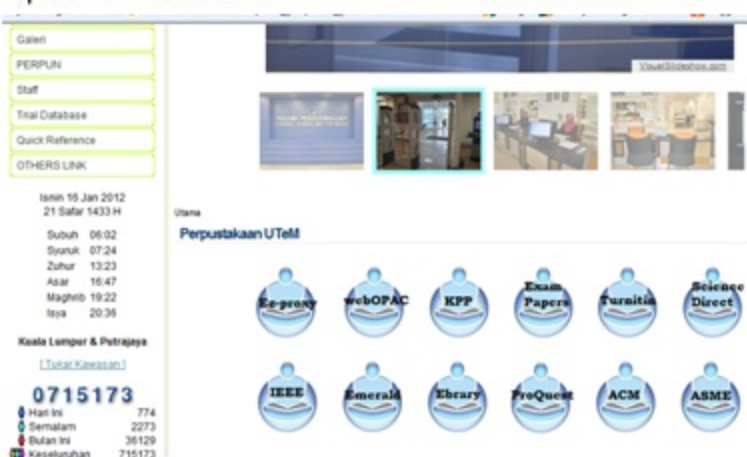 Galeri
PERPUN
Staff
Trial Database
Quick Reference
OTHERS LINK
Isnin 16 Jan 2012
21 Safar 1433 H
Subuh 06:02
Syuruk 07:24
Zuhur 13:23
Asar 16:47
Maghrib 19:22
Isya 20:36
Kuala Lumpur & Putrajaya
[ Tukar Kawasan ]
0715173
Hari Ini 774
Semalam 2273
Bulan Ini 36129
Keseluruhan 715173
VisualSlideshow.com
Utama
Perpustakaan UTeM
Ez-proxy
webOPAC
KPP
Exam Papers
Turnitin
Science Direct
IEEE
Emerald
Ebrary
ProQuest
ACM
ASME